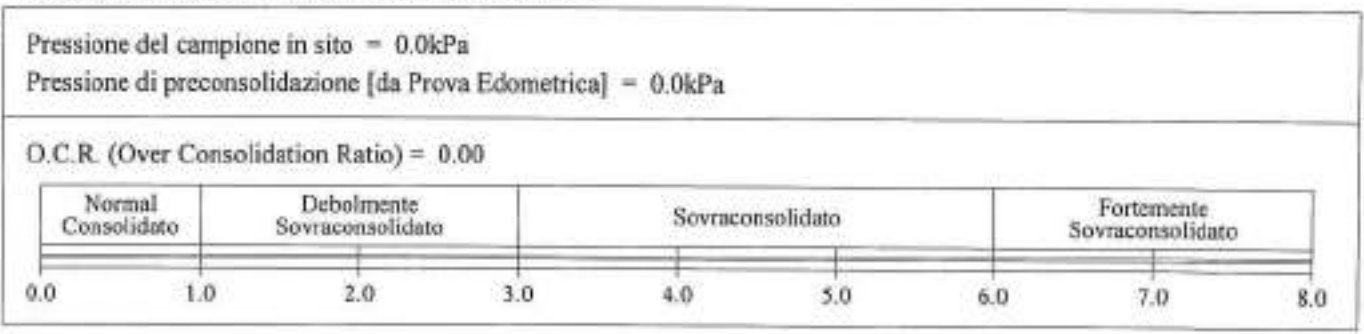 Pressione del campione in sito = 0.0kPa
Pressione di preconsolidazione [da Prova Edometrica] = 0.0kPa
O.C.R. (Over Consolidation Ratio) = 0.00
Normal Consolidato
Debolmente Sovraconsolidato
Sovraconsolidato
Fortemente Sovraconsolidato
0.0 1.0 2.0 3.0 4.0 5.0 6.0 7.0 8.0